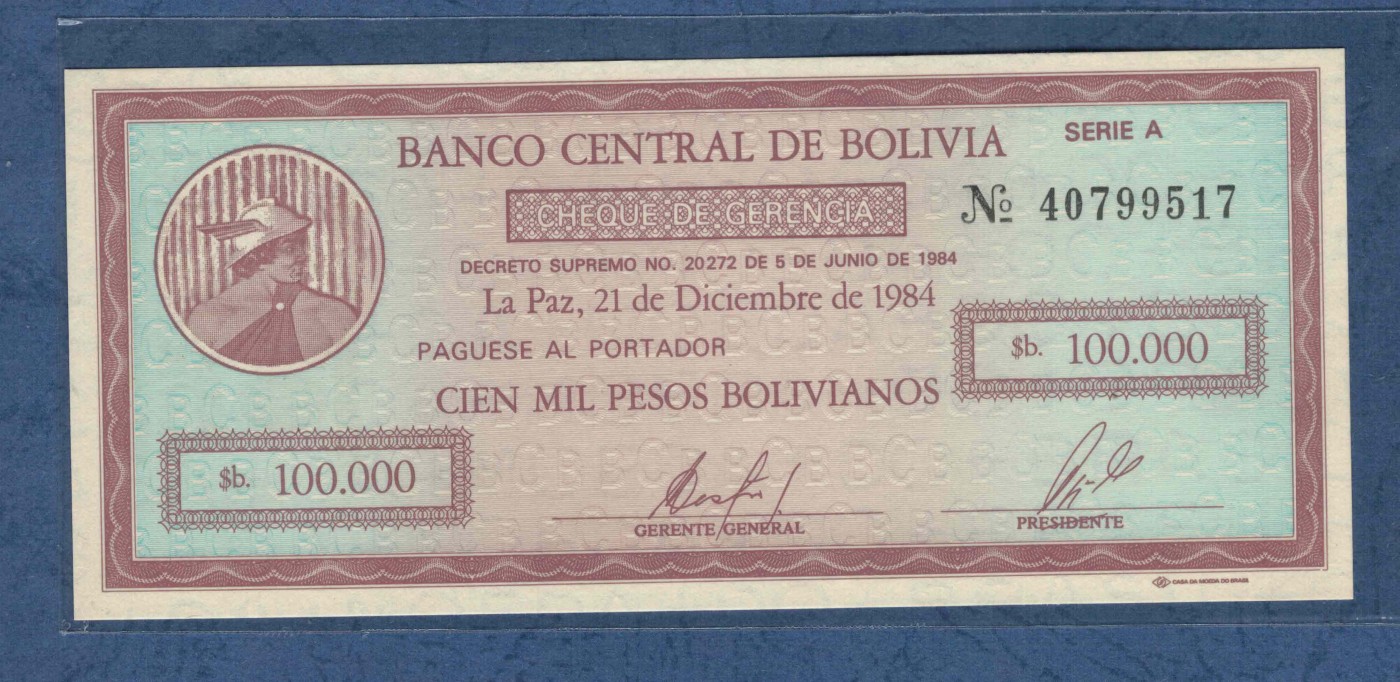 BANCO CENTRAL DE BOLIVIA
SERIE A
CHEQUE DE GERENCIA
Nº 40799517
DECRETO SUPREMO NO. 20272 DE 5 DE JUNIO DE 1984
La Paz, 21 de Diciembre de 1984
PAGUESE AL PORTADOR
$b. 100.000
CIEN MIL PESOS BOLIVIANOS
$b. 100.000
GERENTE GENERAL
PRESIDENTE
CASA DA MOEDA DO BRASIL